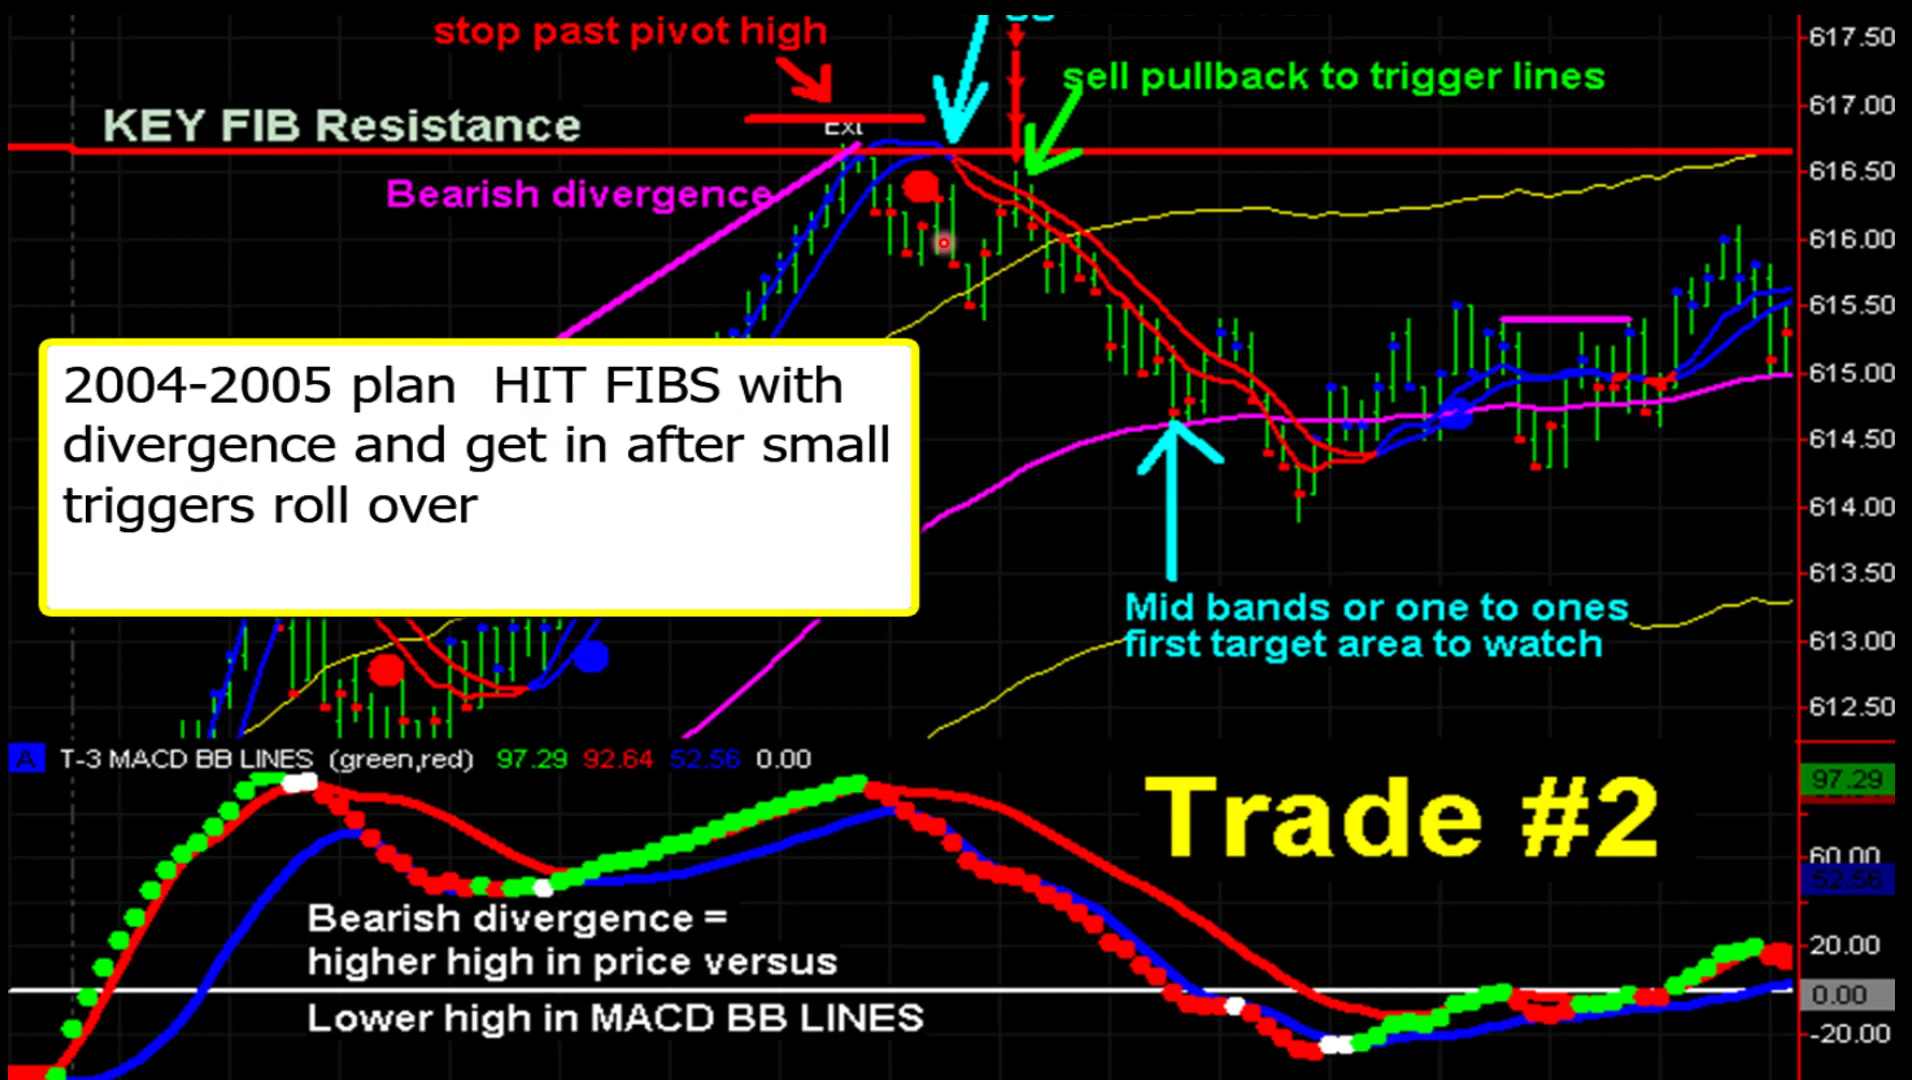 stop past pivot high
617.50
sell pullback to trigger lines
617.00
KEY FIB Resistance
Ext
616.50
Bearish divergence
616.00
615.50
2004-2005 plan  HIT FIBS with
divergence and get in after small
triggers roll over
615.00
614.50
614.00
613.50
Mid bands or one to ones
first target area to watch
613.00
612.50
A T-3 MACD BB LINES (green,red) 97.29 92.64 52.56 0.00
97.29
Trade #2
60.00
52.56
Bearish divergence =
higher high in price versus
Lower high in MACD BB LINES
20.00
0.00
-20.00